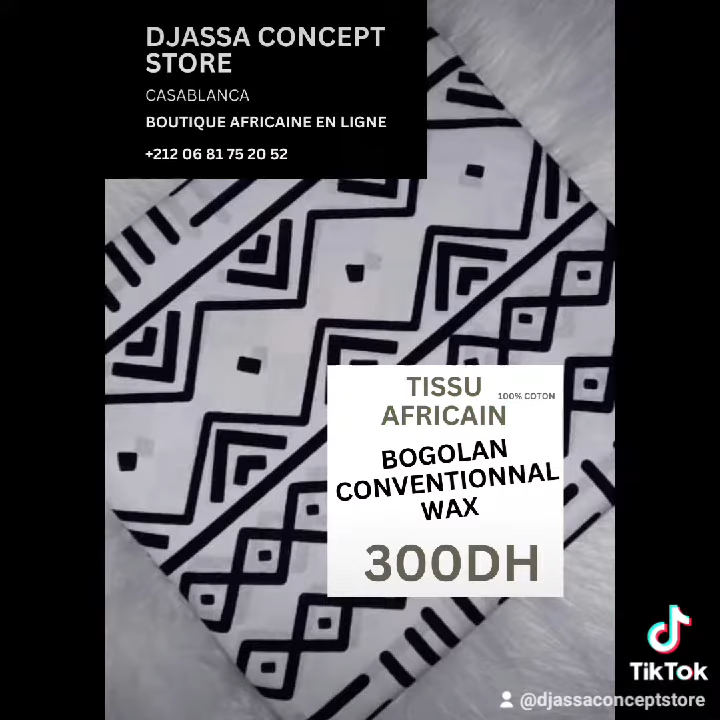 DJASSA CONCEPT
STORE
CASABLANCA
BOUTIQUE AFRICAINE EN LIGNE
+212 06 81 75 20 52
TISSU
100% COTON
AFRICAIN
BOGOLAN
CONVENTIONNAL
WAX
300DH
TikTok
@djassaconceptstore